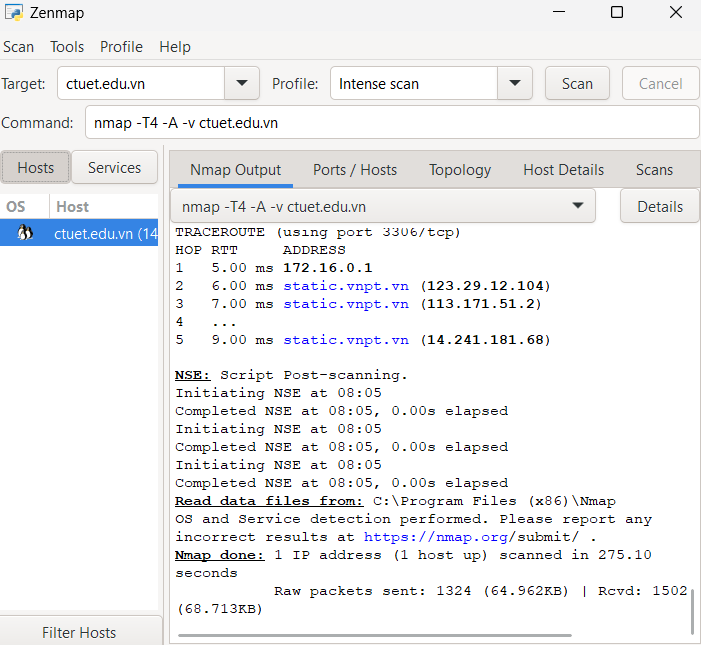 Zenmap
Scan Tools Profile Help
Target: ctuet.edu.vn Profile: Intense scan Scan Cancel
Command: nmap -T4 -A -v ctuet.edu.vn
Hosts Services
Nmap Output Ports / Hosts Topology Host Details Scans
OS Host
nmap -T4 -A -v ctuet.edu.vn Details
ctuet.edu.vn (14
TRACEROUTE (using port 3306/tcp)
HOP RTT ADDRESS
1 5.00 ms 172.16.0.1
2 6.00 ms static.vnpt.vn (123.29.12.104)
3 7.00 ms static.vnpt.vn (113.171.51.2)
4 ...
5 9.00 ms static.vnpt.vn (14.241.181.68)
NSE: Script Post-scanning.
Initiating NSE at 08:05
Completed NSE at 08:05, 0.00s elapsed
Initiating NSE at 08:05
Completed NSE at 08:05, 0.00s elapsed
Initiating NSE at 08:05
Completed NSE at 08:05, 0.00s elapsed
Read data files from: C:\Program Files (x86)\Nmap
OS and Service detection performed. Please report any
incorrect results at https://nmap.org/submit/ .
Nmap done: 1 IP address (1 host up) scanned in 275.10
seconds
Raw packets sent: 1324 (64.962KB) | Rcvd: 1502
(68.713KB)
Filter Hosts